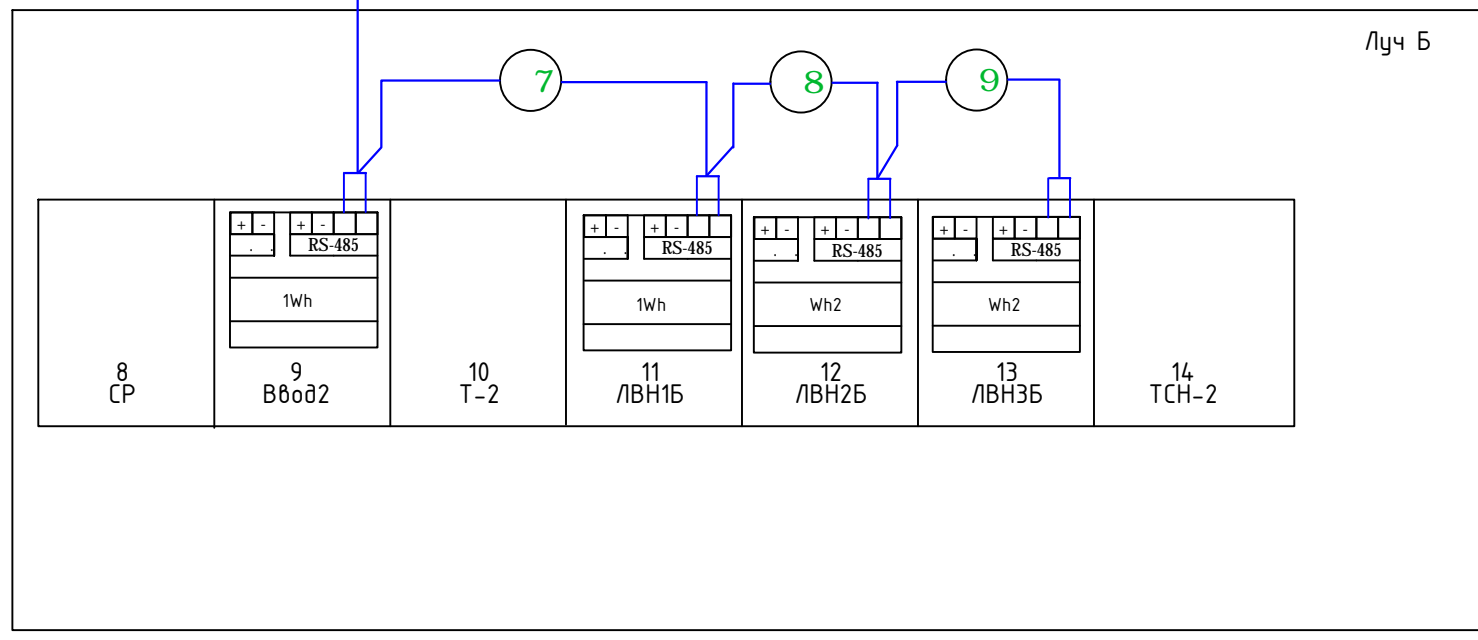 Луч Б
7 8 9
+ - + - + - + - + - + - + - + -
. . RS-485 . . RS-485 . . RS-485 . . RS-485
1Wh 1Wh Wh2 Wh2
8 9 10 11 12 13 14
СР Ввод2 Т-2 ЛВН1Б ЛВН2Б ЛВН3Б ТСН-2